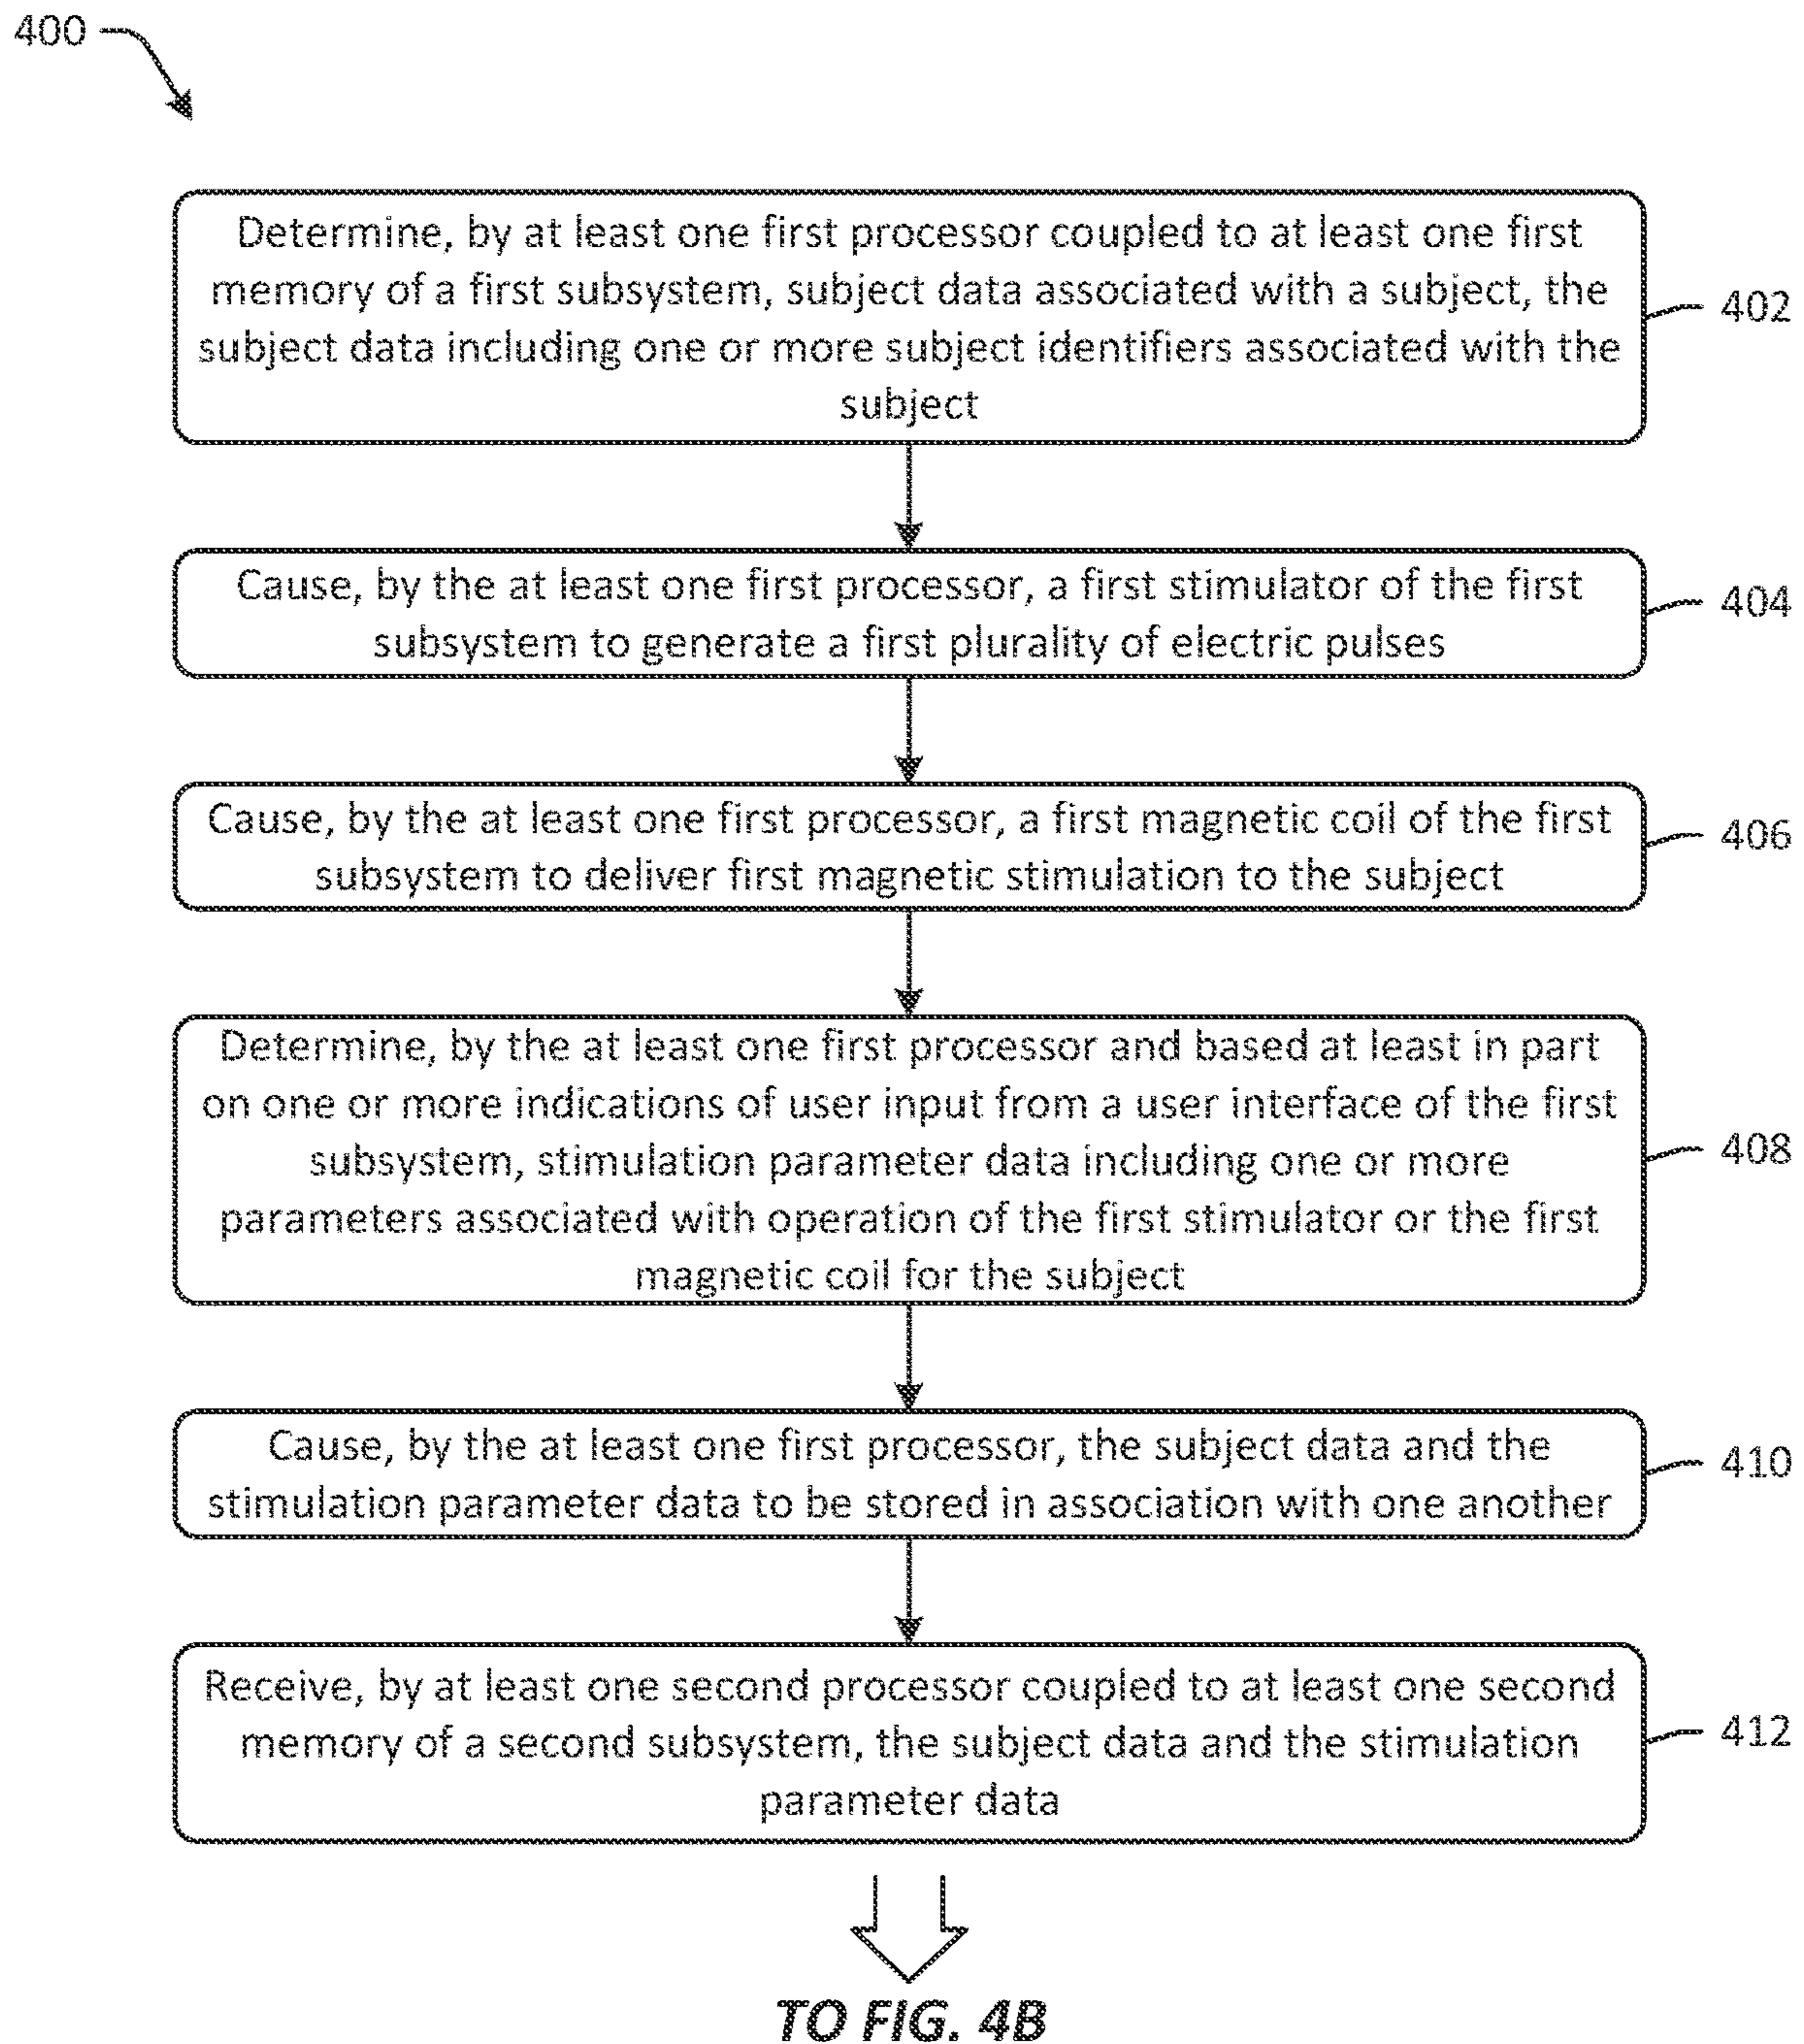 400
Determine, by at least one first processor coupled to at least one first
memory of a first subsystem, subject data associated with a subject, the
subject data including one or more subject identifiers associated with the
subject
402
Cause, by the at least one first processor, a first stimulator of the first
subsystem to generate a first plurality of electric pulses
404
Cause, by the at least one first processor, a first magnetic coil of the first
subsystem to deliver first magnetic stimulation to the subject
406
Determine, by the at least one first processor and based at least in part
on one or more indications of user input from a user interface of the first
subsystem, stimulation parameter data including one or more
parameters associated with operation of the first stimulator or the first
magnetic coil for the subject
408
Cause, by the at least one first processor, the subject data and the
stimulation parameter data to be stored in association with one another
410
Receive, by at least one second processor coupled to at least one second
memory of a second subsystem, the subject data and the stimulation
parameter data
412
TO FIG. 4B